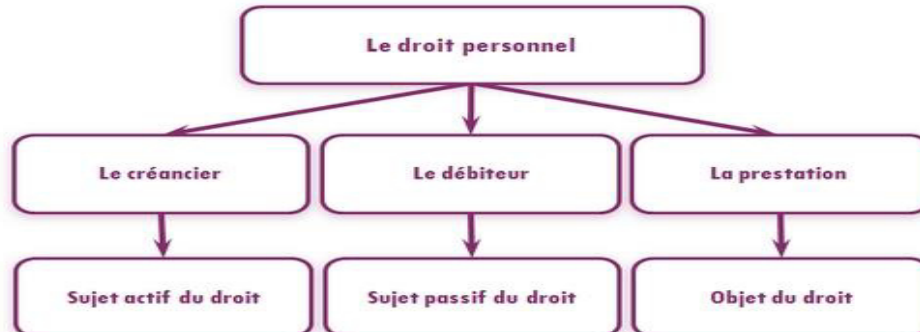 Le droit personnel
Le créancier
Le débiteur
La prestation
Sujet actif du droit
Sujet passif du droit
Objet du droit